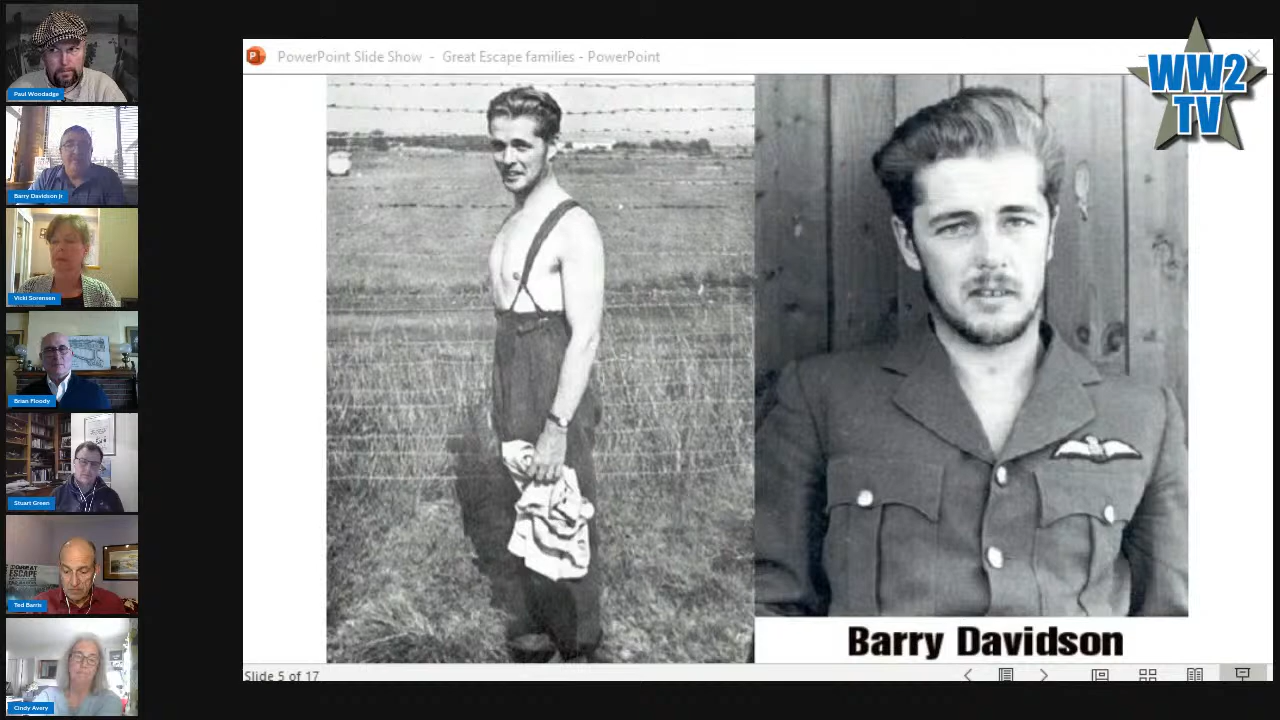 PowerPoint Slide Show - Great Escape families - PowerPoint
WW2
TV
Paul Woodadge
Barry Davidson jr
Vicki Sorensen
Brian Floody
Stuart Green
ESCAPE
Ted Barris
Cindy Avery
Barry Davidson
Slide 5 of 17